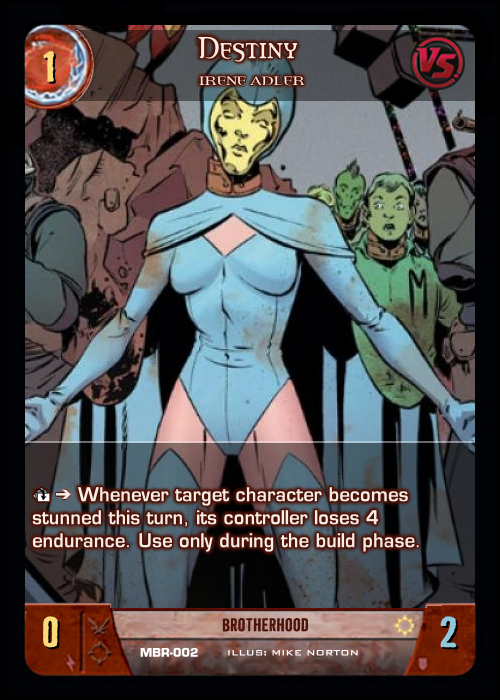 1
Destiny
VS.
Irene Adler
M
➔ Whenever target character becomes
stunned this turn, its controller loses 4
endurance. Use only during the build phase.
0
BROTHERHOOD
2
MBR-002 ILLUS: MIKE NORTON